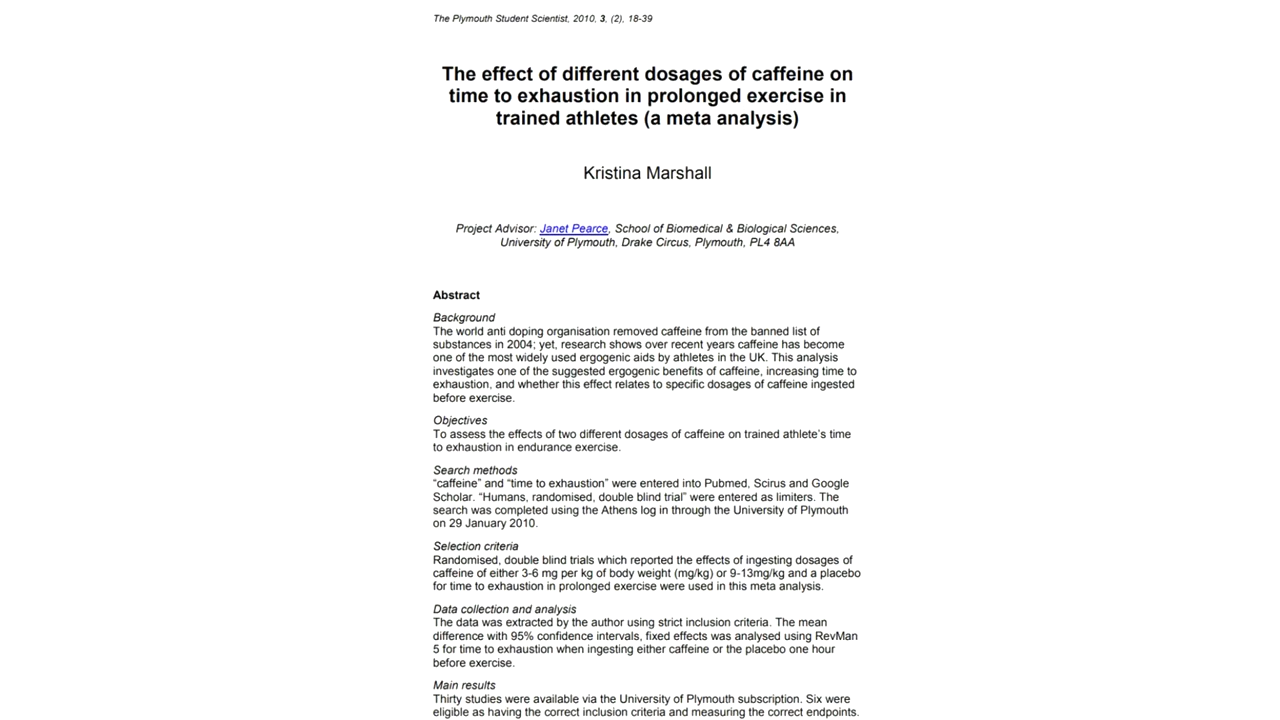 The Plymouth Student Scientist, 2010, 3, (2), 18-39
The effect of different dosages of caffeine on
time to exhaustion in prolonged exercise in
trained athletes (a meta analysis)
Kristina Marshall
Project Advisor: Janet Pearce, School of Biomedical & Biological Sciences,
University of Plymouth, Drake Circus, Plymouth, PL4 8AA
Abstract
Background
The world anti doping organisation removed caffeine from the banned list of
substances in 2004; yet, research shows over recent years caffeine has become
one of the most widely used ergogenic aids by athletes in the UK. This analysis
investigates one of the suggested ergogenic benefits of caffeine, increasing time to
exhaustion, and whether this effect relates to specific dosages of caffeine ingested
before exercise.
Objectives
To assess the effects of two different dosages of caffeine on trained athlete's time
to exhaustion in endurance exercise.
Search methods
“caffeine” and “time to exhaustion” were entered into Pubmed, Scirus and Google
Scholar. “Humans, randomised, double blind trial” were entered as limiters. The
search was completed using the Athens log in through the University of Plymouth
on 29 January 2010.
Selection criteria
Randomised, double blind trials which reported the effects of ingesting dosages of
caffeine of either 3-6 mg per kg of body weight (mg/kg) or 9-13mg/kg and a placebo
for time to exhaustion in prolonged exercise were used in this meta analysis.
Data collection and analysis
The data was extracted by the author using strict inclusion criteria. The mean
difference with 95% confidence intervals, fixed effects was analysed using RevMan
5 for time to exhaustion when ingesting either caffeine or the placebo one hour
before exercise.
Main results
Thirty studies were available via the University of Plymouth subscription. Six were
eligible as having the correct inclusion criteria and measuring the correct endpoints.